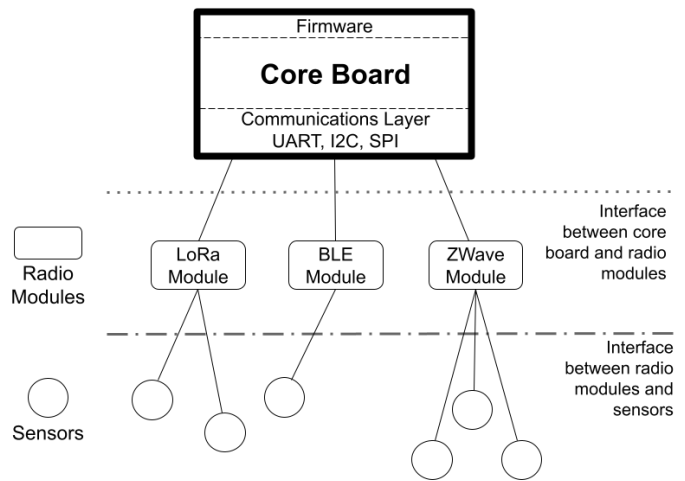 Firmware
Core Board
Communications Layer
UART, I2C, SPI
Interface
between core
board and radio
modules
LoRa
Module
BLE
Module
ZWave
Module
Radio
Modules
Interface
between radio
modules and
sensors
Sensors